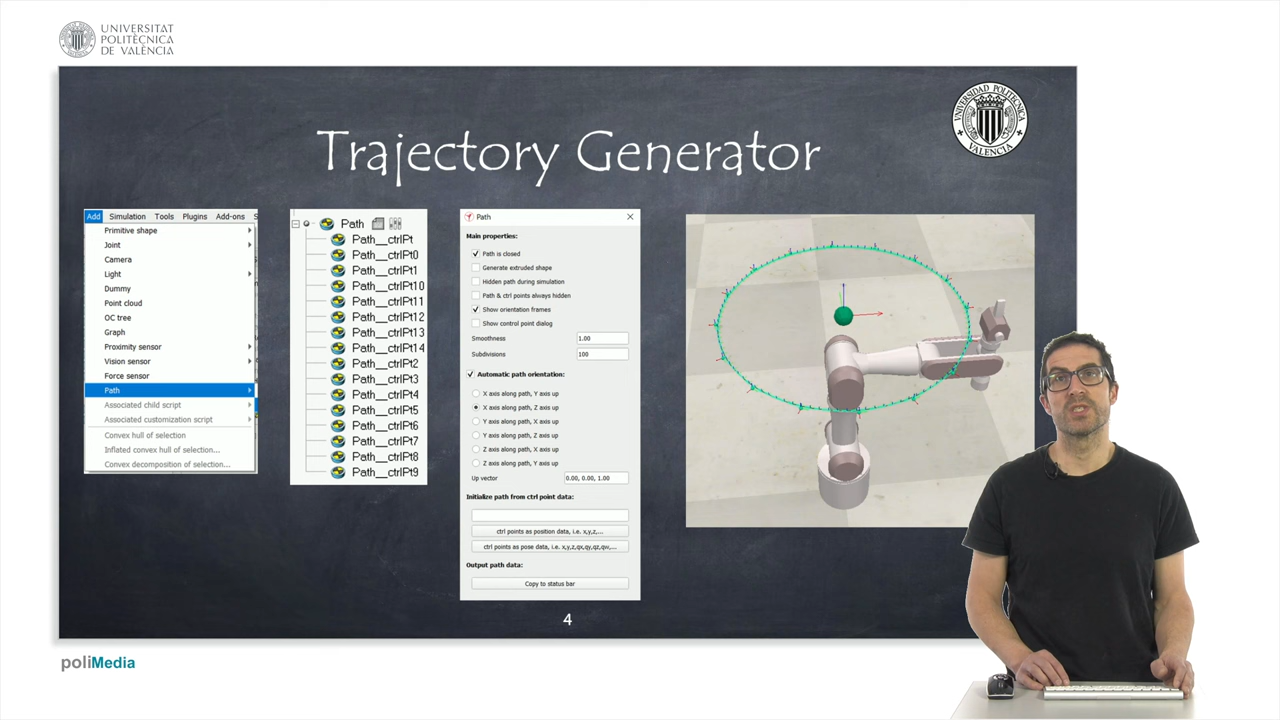 UNIVERSITAT
POLITÈCNICA
DE VALÈNCIA
UNIVERSIDAD POLITECNICA
VALENCIA
Trajectory Generator
Add Simulation Tools Plugins Add-ons
Primitive shape
Joint
Camera
Light
Dummy
Point cloud
OC tree
Graph
Proximity sensor
Vision sensor
Force sensor
Path
Associated child script
Associated customization script
Convex hull of selection
Inflated convex hull of selection...
Convex decomposition of selection...
Path
Path__ctrlPt
Path__ctrlPt0
Path__ctrlPt1
Path__ctrlPt10
Path__ctrlPt11
Path__ctrlPt12
Path__ctrlPt13
Path__ctrlPt14
Path__ctrlPt2
Path__ctrlPt3
Path__ctrlPt4
Path__ctrlPt5
Path__ctrlPt6
Path__ctrlPt7
Path__ctrlPt8
Path__ctrlPt9
Path
Main properties:
Path is closed
Generate extruded shape
Hidden path during simulation
Path & ctrl points always hidden
Show orientation frames
Show control point dialog
Smoothness 1.00
Subdivisions 100
Automatic path orientation:
X axis along path, Y axis up
X axis along path, Z axis up
Y axis along path, X axis up
Y axis along path, Z axis up
Z axis along path, X axis up
Z axis along path, Y axis up
Up vector 0.00, 0.00, 1.00
Initialize path from ctrl point data:
ctrl points as position data, i.e. x,y,z,...
ctrl points as pose data, i.e. x,y,z,qx,qy,qz,qw,...
Output path data:
Copy to status bar
4
poliMedia